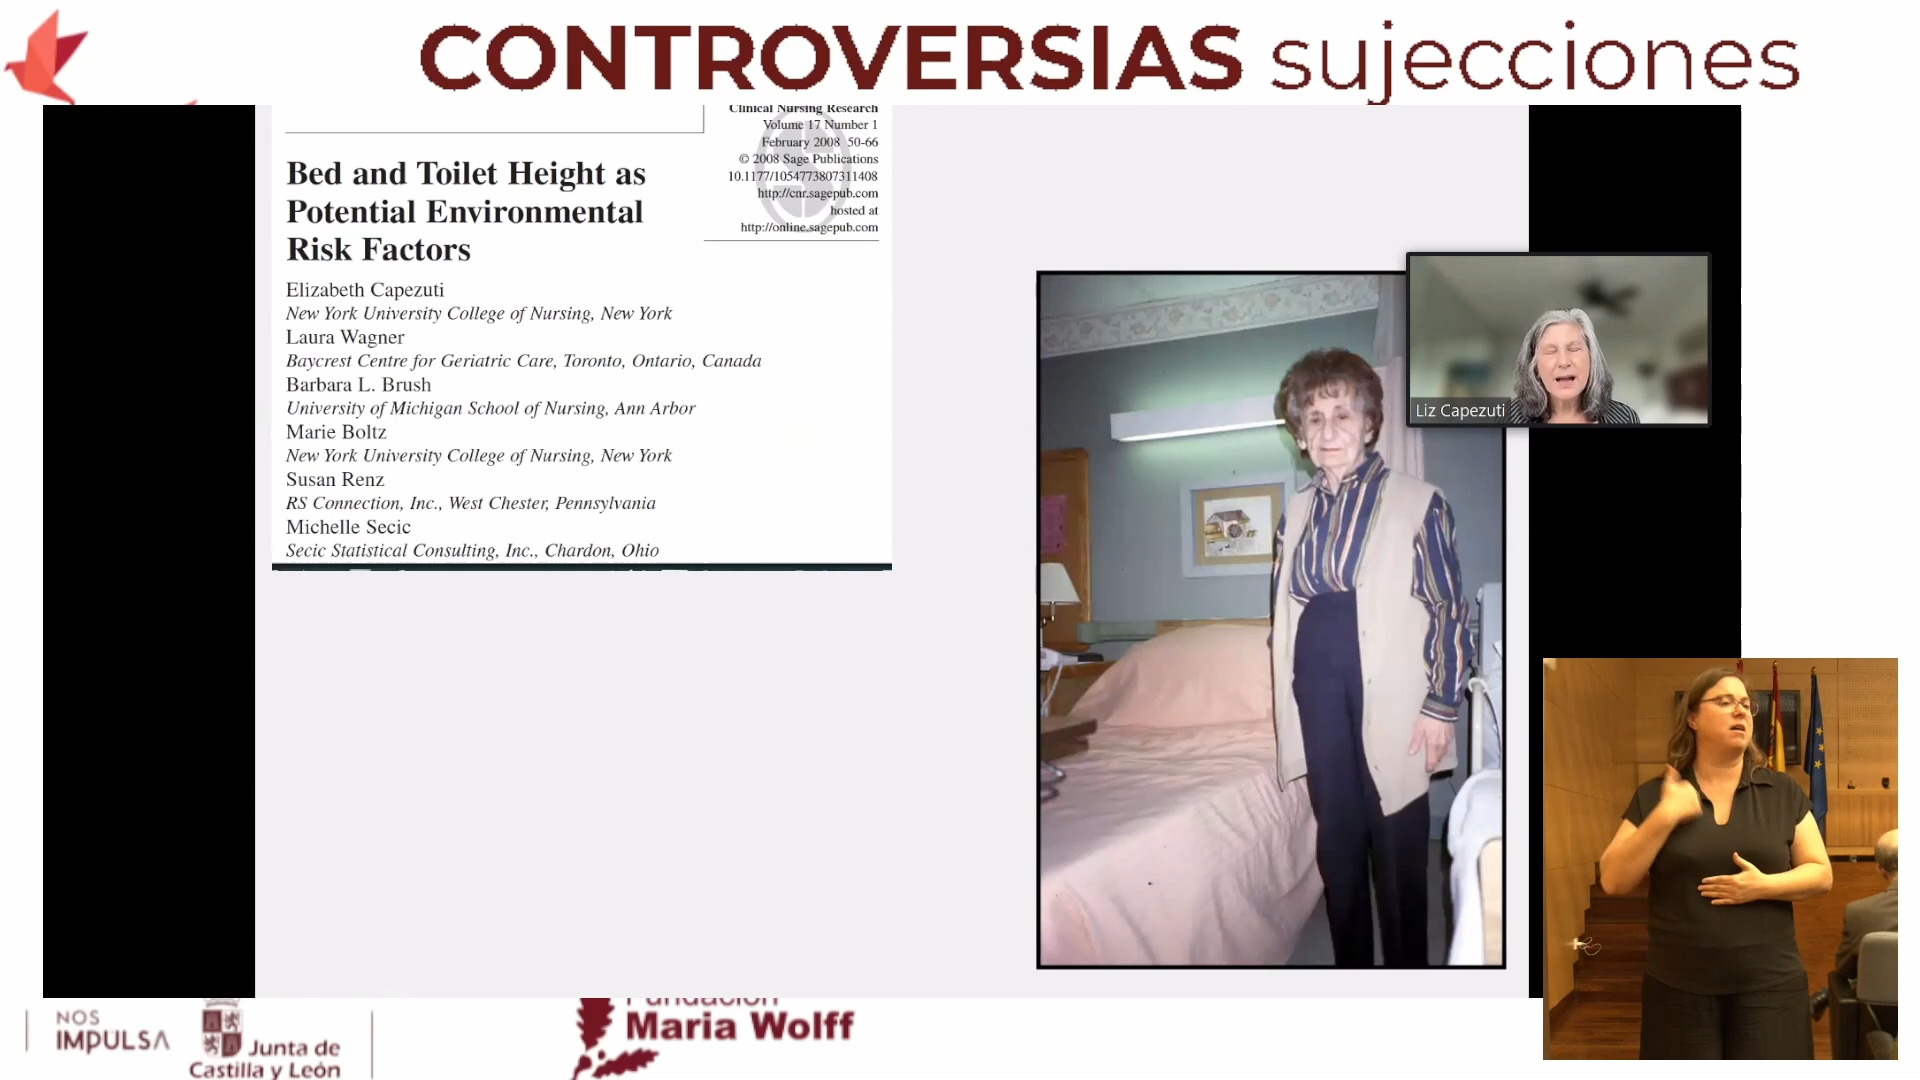 CONTROVERSIAS sujecciones
Clinical Nursing Research
Volume 17 Number 1
February 2008 50-66
© 2008 Sage Publications
10.1177/1054773807311408
http://cnr.sagepub.com
hosted at
http://online.sagepub.com
Bed and Toilet Height as
Potential Environmental
Risk Factors
Elizabeth Capezuti
New York University College of Nursing, New York
Laura Wagner
Baycrest Centre for Geriatric Care, Toronto, Ontario, Canada
Barbara L. Brush
University of Michigan School of Nursing, Ann Arbor
Marie Boltz
New York University College of Nursing, New York
Susan Renz
RS Connection, Inc., West Chester, Pennsylvania
Michelle Secic
Secic Statistical Consulting, Inc., Chardon, Ohio
Liz Capezuti
NOS
IMPULSA
Junta de
Castilla y León
Fundación
Maria Wolff